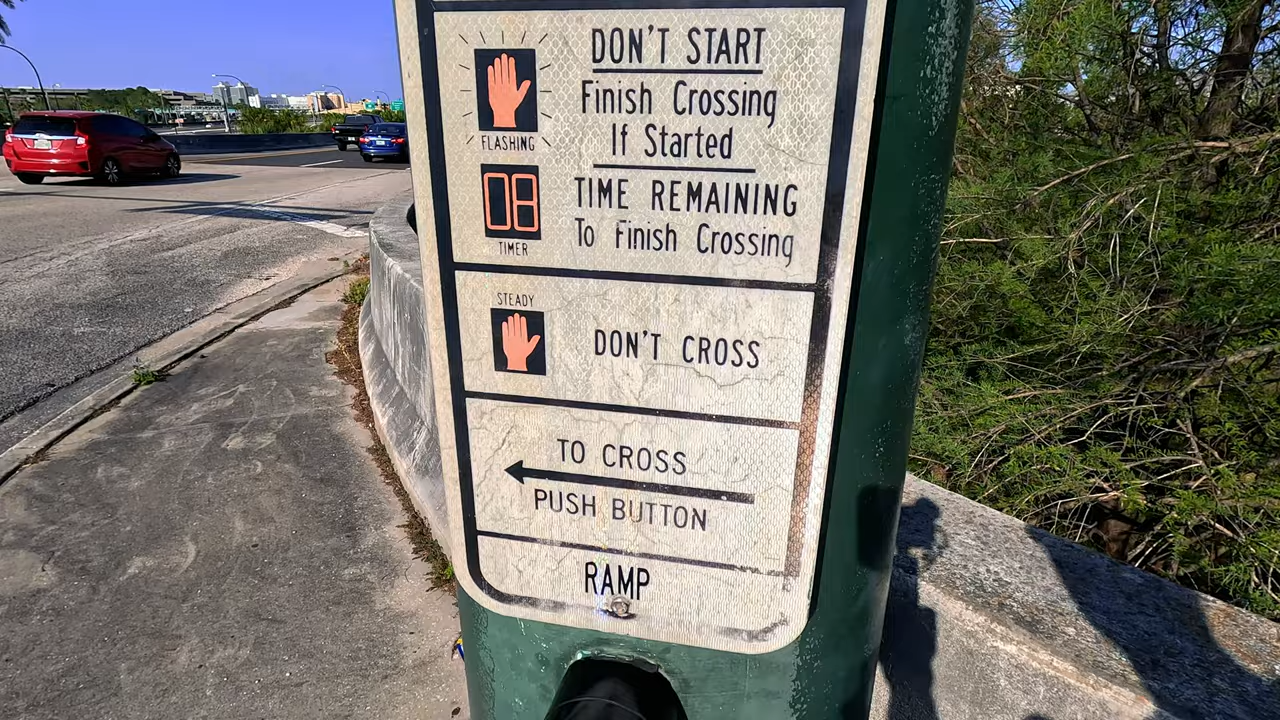 DON'T START
Finish Crossing
If Started
FLASHING
08
TIME REMAINING
To Finish Crossing
TIMER
STEADY
DON'T CROSS
TO CROSS
PUSH BUTTON
RAMP